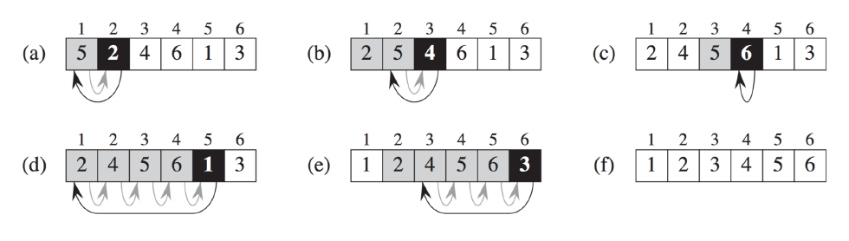 1 2 3 4 5 6
(a) 5 2 4 6 1 3
1 2 3 4 5 6
(b) 2 5 4 6 1 3
1 2 3 4 5 6
(c) 2 4 5 6 1 3
1 2 3 4 5 6
(d) 2 4 5 6 1 3
1 2 3 4 5 6
(e) 1 2 4 5 6 3
1 2 3 4 5 6
(f) 1 2 3 4 5 6